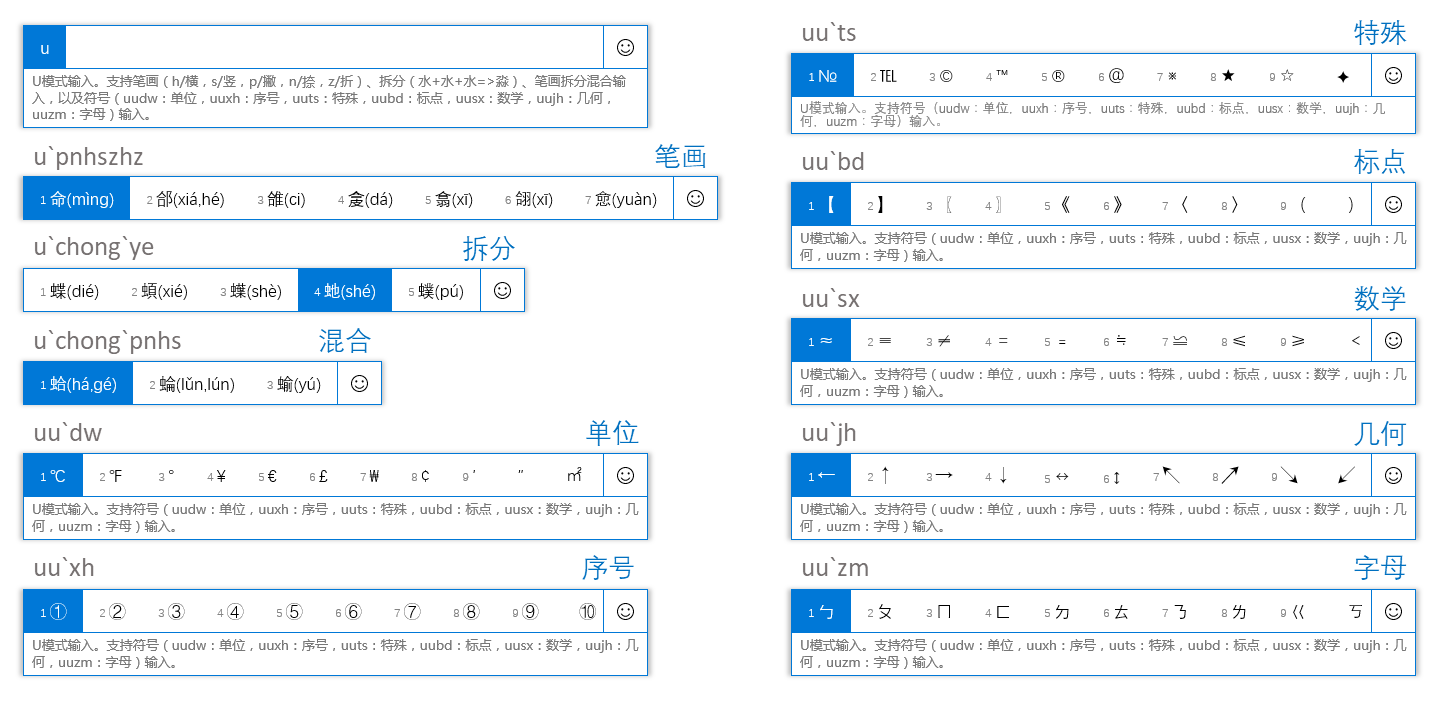 u
U模式输入。支持笔画（h/横，s/竖，p/撇，n/捺，z/折）、拆分（水+水+水=>淼）、笔画拆分混合输
入，以及符号（uudw：单位，uuxh：序号，uuts：特殊，uubd：标点，uusx：数学，uujh：几何，
uuzm：字母）输入。
u`pnhszhz 笔画
1 命(mìng) 2 郃(xiá,hé) 3 雉(ci) 4 龛(dá) 5 翕(xī) 6 翖(xī) 7 愈(yuàn)
u`chong`ye 拆分
1 蝶(dié) 2 蝢(xié) 3 蠂(shè) 4 虵(shé) 5 蟆(pú)
u`chong`pnhs 混合
1 蛤(há,gé) 2 蜦(lǔn,lún) 3 蝓(yú)
uu`dw 单位
1 ℃ 2 ℉ 3 ° 4 ¥ 5 € 6 £ 7 ₩ 8 ¢ 9 ′ ″ ㎡
U模式输入。支持符号（uudw：单位，uuxh：序号，uuts：特殊，uubd：标点，uusx：数学，uujh：几
何，uuzm：字母）输入。
uu`xh 序号
1 ① 2 ② 3 ③ 4 ④ 5 ⑤ 6 ⑥ 7 ⑦ 8 ⑧ 9 ⑨ ⑩
U模式输入。支持符号（uudw：单位，uuxh：序号，uuts：特殊，uubd：标点，uusx：数学，uujh：几
何，uuzm：字母）输入。
uu`ts 特殊
1 № 2 ℡ 3 © 4 ™ 5 ® 6 @ 7 ※ 8 ★ 9 ☆ ✦
U模式输入。支持符号（uudw：单位，uuxh：序号，uuts：特殊，uubd：标点，uusx：数学，uujh：几
何，uuzm：字母）输入。
uu`bd 标点
1 【 2 】 3 〖 4 〗 5 《 6 》 7 〈 8 〉 9 （ ）
U模式输入。支持符号（uudw：单位，uuxh：序号，uuts：特殊，uubd：标点，uusx：数学，uujh：几
何，uuzm：字母）输入。
uu`sx 数学
1 ≈ 2 ≡ 3 ≠ 4 ＝ 5 = 6 ≒ 7 ≌ 8 ≤ 9 ≥ ＜
U模式输入。支持符号（uudw：单位，uuxh：序号，uuts：特殊，uubd：标点，uusx：数学，uujh：几
何，uuzm：字母）输入。
uu`jh 几何
1 ← 2 ↑ 3 → 4 ↓ 5 ↔ 6 ↕ 7 ↖ 8 ↗ 9 ↘ ↙
U模式输入。支持符号（uudw：单位，uuxh：序号，uuts：特殊，uubd：标点，uusx：数学，uujh：几
何，uuzm：字母）输入。
uu`zm 字母
1 ㄅ 2 ㄆ 3 ㄇ 4 ㄈ 5 ㄉ 6 ㄊ 7 ㄋ 8 ㄌ 9 ㄍ ㄎ
U模式输入。支持符号（uudw：单位，uuxh：序号，uuts：特殊，uubd：标点，uusx：数学，uujh：几
何，uuzm：字母）输入。